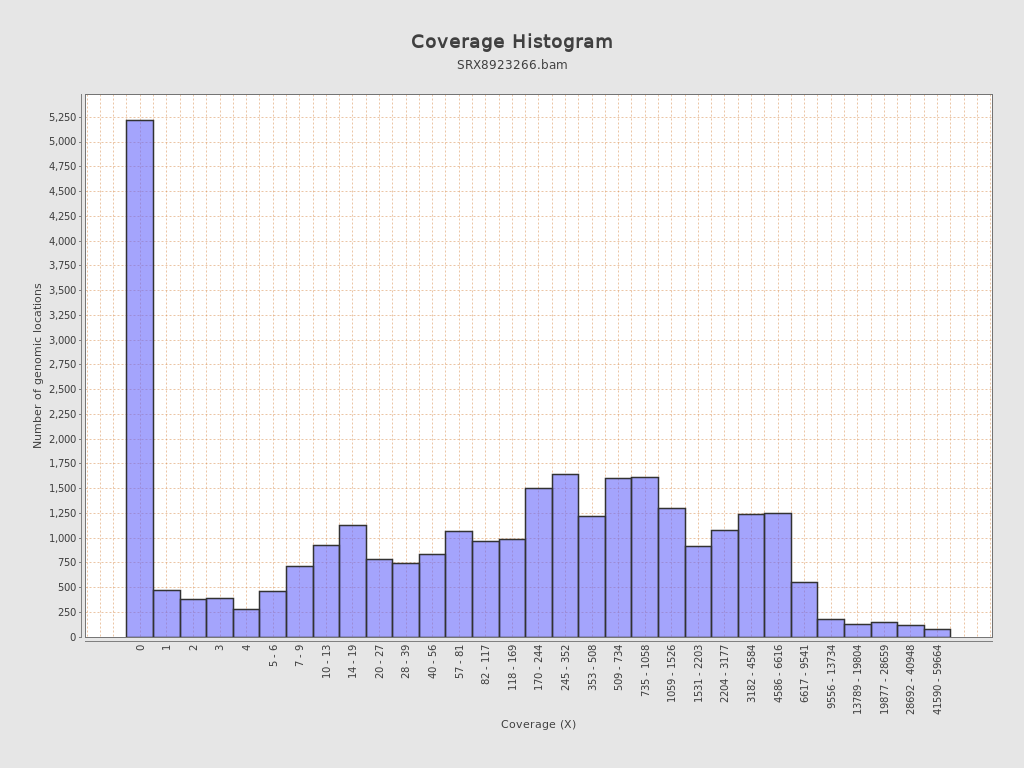 Coverage Histogram
SRX8923266.bam
Number of genomic locations
5,250
5,000
4,750
4,500
4,250
4,000
3,750
3,500
3,250
3,000
2,750
2,500
2,250
2,000
1,750
1,500
1,250
1,000
750
500
250
0
0
1
2
3
4
5 - 6
7 - 9
10 - 13
14 - 19
20 - 27
28 - 39
40 - 56
57 - 81
82 - 117
118 - 169
170 - 244
245 - 352
353 - 508
509 - 734
735 - 1058
1059 - 1526
1531 - 2203
2204 - 3177
3182 - 4584
4586 - 6616
6617 - 9541
9556 - 13734
13789 - 19804
19877 - 28659
28692 - 40948
41590 - 59664
Coverage (X)